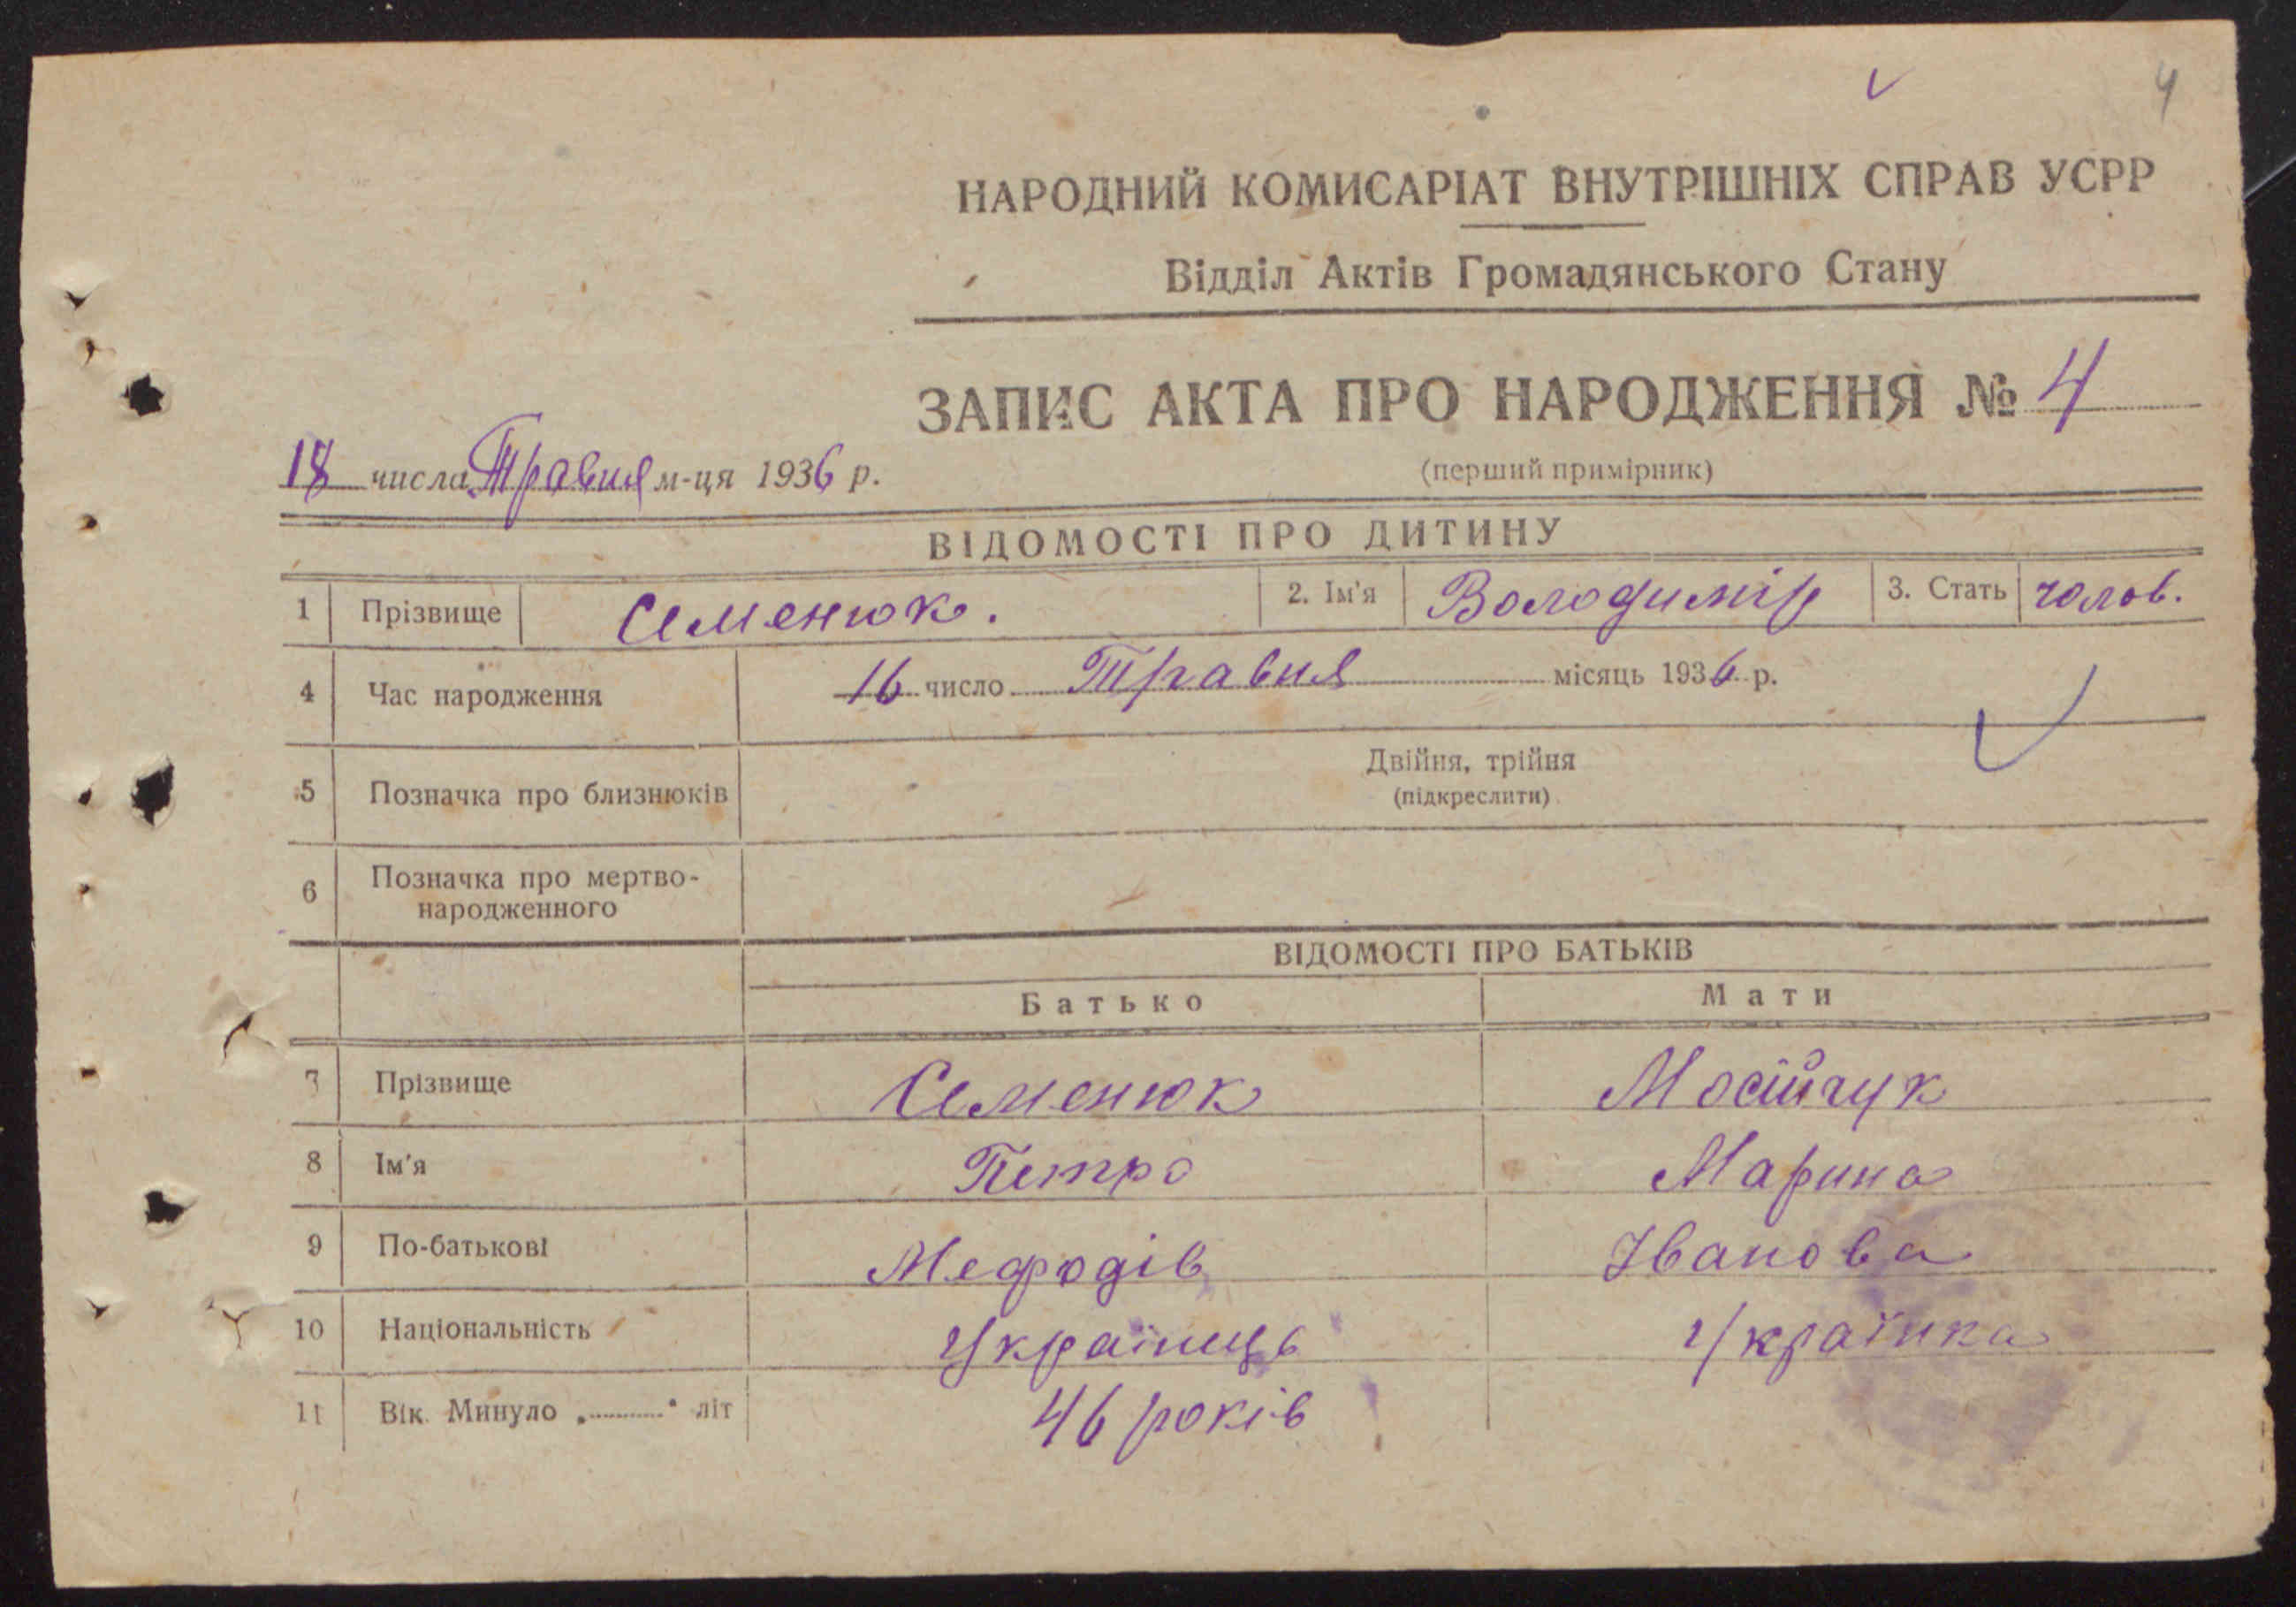 4
НАРОДНИЙ КОМИСАРІАТ ВНУТРІШНІХ СПРАВ УСРР
Відділ Актів Громадянського Стану
ЗАПИС АКТА ПРО НАРОДЖЕННЯ № 4
18 числа Травня м-ця 1936 р.
(перший примірник)
ВІДОМОСТІ ПРО ДИТИНУ
1 Прізвище Семенюк. 2. Ім'я Володимір 3. Стать чолов.
4 Час народження 16 число Травня місяць 1936 р.
Двійня, трійня
5 Позначка про близнюків (підкреслити)
6 Позначка про мертво-
народженного
ВІДОМОСТІ ПРО БАТЬКІВ
Батько Мати
7 Прізвище Семенюк Мосійчук
8 Ім'я Петро Марина
9 По-батькові Мефодів Іванова
10 Національність Українець Українка
11 Вік. Минуло „..........“ літ 46 років